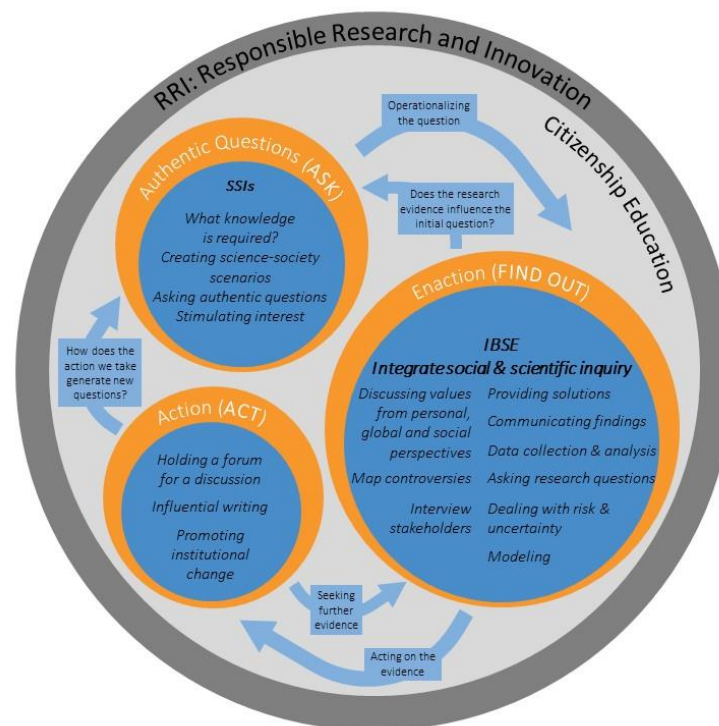 RRI: Responsible Research and Innovation
Citizenship Education
Operationalizing
the question
Authentic Questions (ASK)
SSIs
What knowledge
is required?
Creating science-society
scenarios
Asking authentic questions
Stimulating interest
Does the research
evidence influence the
initial question?
Enaction (FIND OUT)
IBSE
Integrate social & scientific inquiry
Discussing values
from personal,
global and social
perspectives
Map controversies
Interview
stakeholders
Providing solutions
Communicating findings
Data collection & analysis
Asking research questions
Dealing with risk &
uncertainty
Modeling
How does the
action we take
generate new
questions?
Action (ACT)
Holding a forum
for a discussion
Influential writing
Promoting
institutional
change
Seeking
further
evidence
Acting on the
evidence